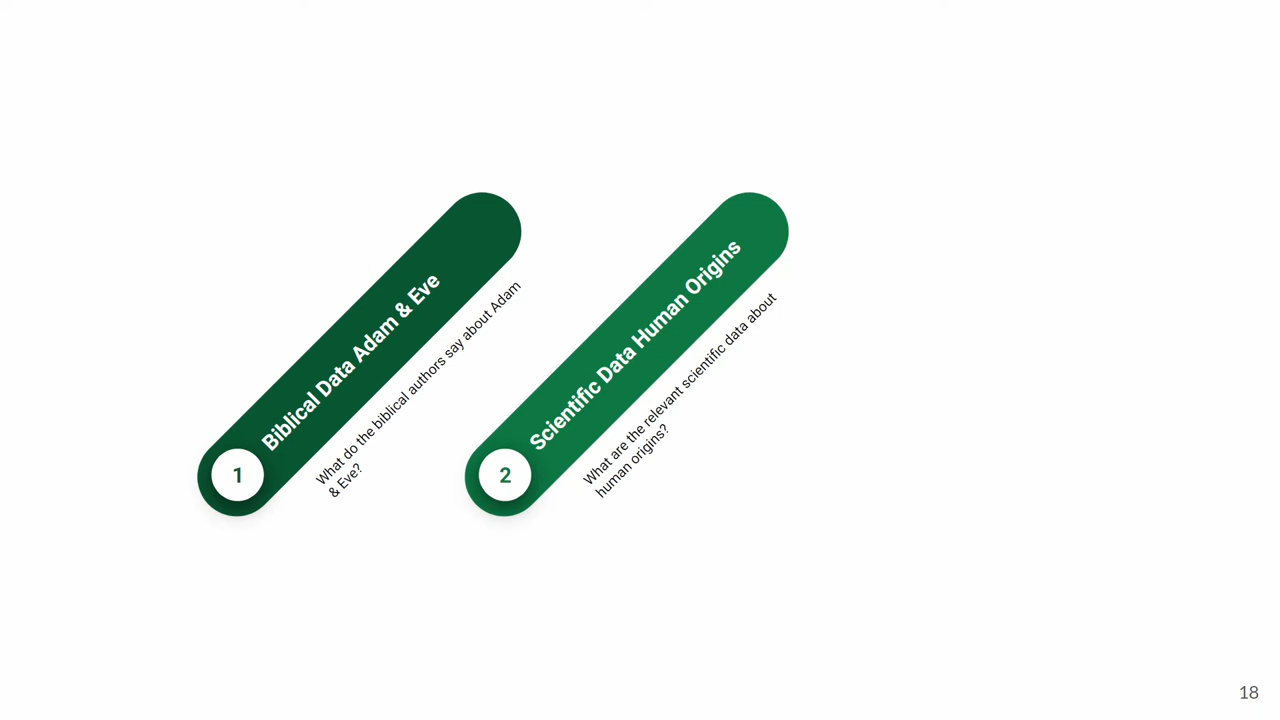 1
Biblical Data Adam & Eve
What do the biblical authors say about Adam
& Eve?
2
Scientific Data Human Origins
What are the relevant scientific data about
human origins?
18